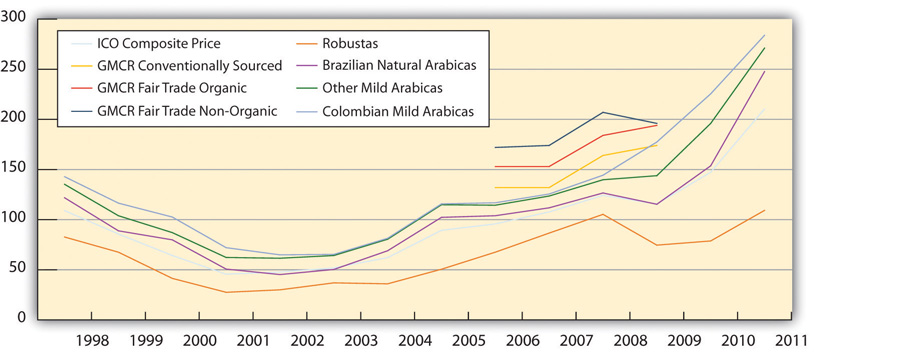 300
250
200
150
100
50
0
ICO Composite Price
GMCR Conventionally Sourced
GMCR Fair Trade Organic
GMCR Fair Trade Non-Organic
Robustas
Brazilian Natural Arabicas
Other Mild Arabicas
Colombian Mild Arabicas
1998 1999 2000 2001 2002 2003 2004 2005 2006 2007 2008 2009 2010 2011